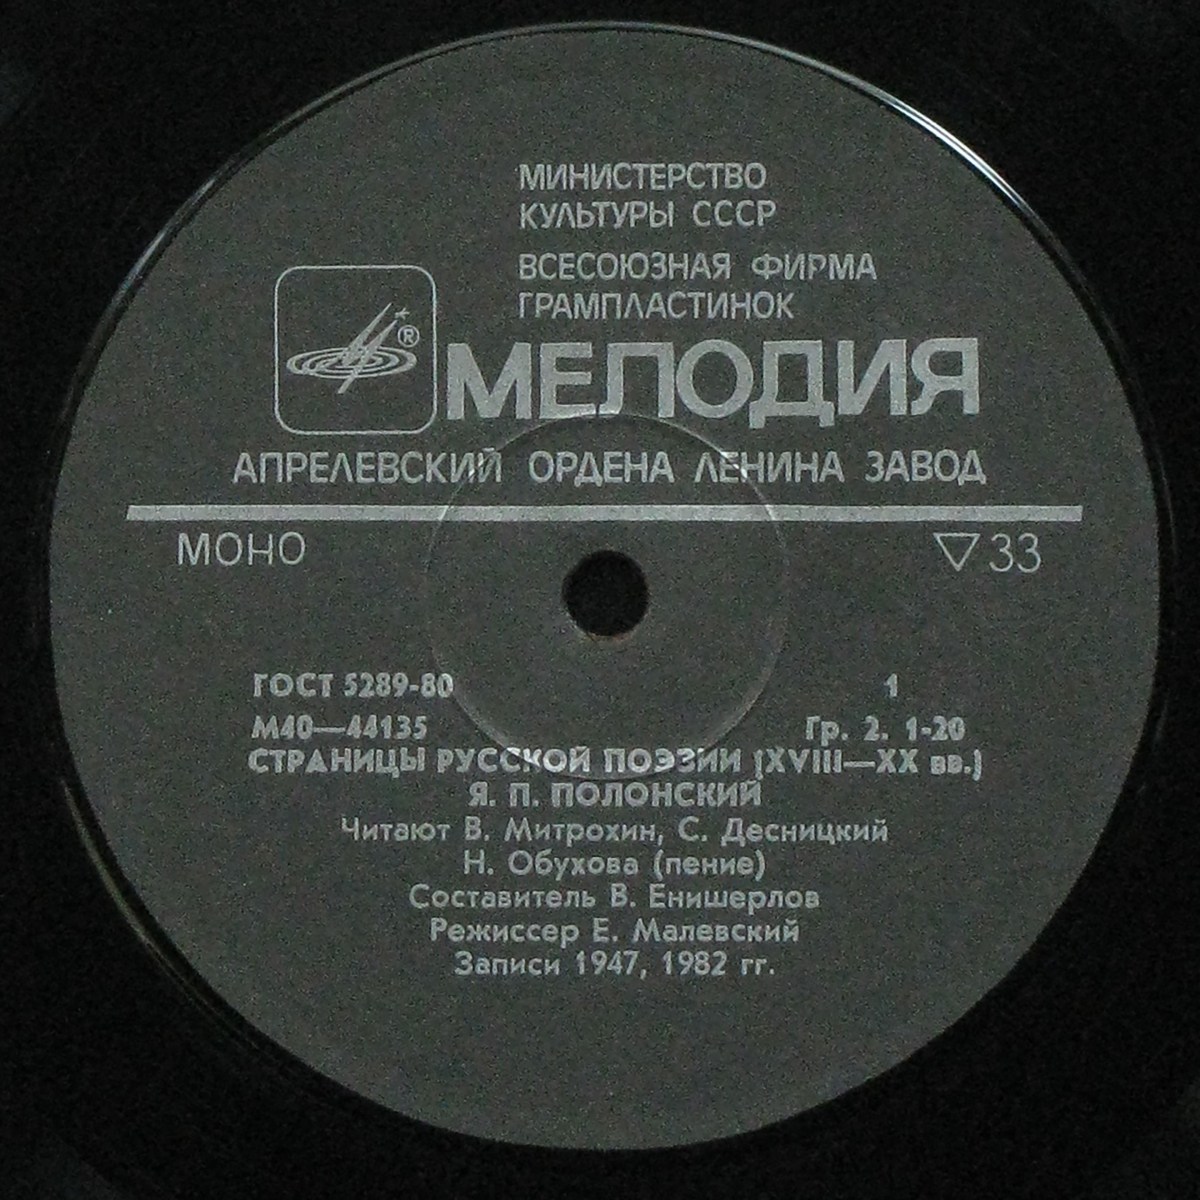 МИНИСТЕРСТВО
КУЛЬТУРЫ СССР
ВСЕСОЮЗНАЯ ФИРМА
ГРАМПЛАСТИНОК
®
МЕЛОДИЯ
АПРЕЛЕВСКИЙ ОРДЕНА ЛЕНИНА ЗАВОД
МОНО ▽33
ГОСТ 5289-80 1
М40—44135 Гр. 2. 1-20
СТРАНИЦЫ РУССКОЙ ПОЭЗИИ (XVIII—XX вв.)
Я. П. ПОЛОНСКИЙ
Читают В. Митрохин, С. Десницкий
Н. Обухова (пение)
Составитель В. Енишерлов
Режиссер Е. Малевский
Записи 1947, 1982 гг.